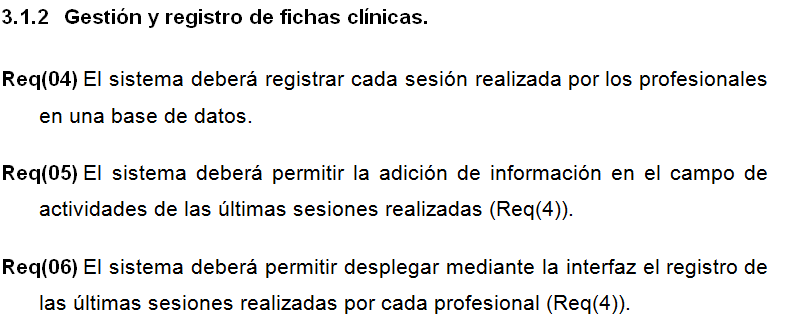 3.1.2 Gestión y registro de fichas clínicas.
Req(04) El sistema deberá registrar cada sesión realizada por los profesionales
en una base de datos.
Req(05) El sistema deberá permitir la adición de información en el campo de
actividades de las últimas sesiones realizadas (Req(4)).
Req(06) El sistema deberá permitir desplegar mediante la interfaz el registro de
las últimas sesiones realizadas por cada profesional (Req(4)).